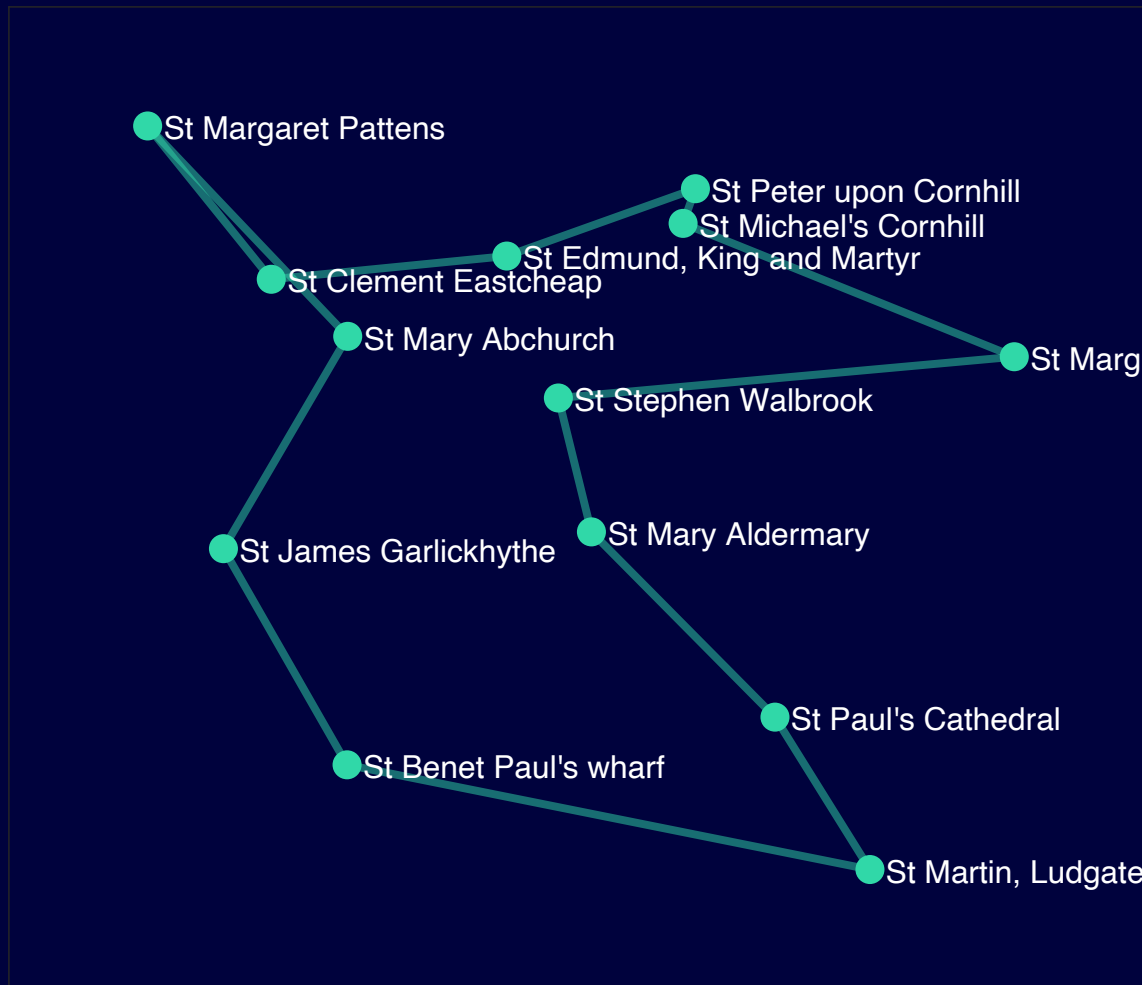 St Margaret Pattens
St Peter upon Cornhill
St Michael's Cornhill
St Edmund, King and Martyr
St Clement Eastcheap
St Mary Abchurch
St Marg
St Stephen Walbrook
St Mary Aldermary
St James Garlickhythe
St Paul's Cathedral
St Benet Paul's wharf
St Martin, Ludgate